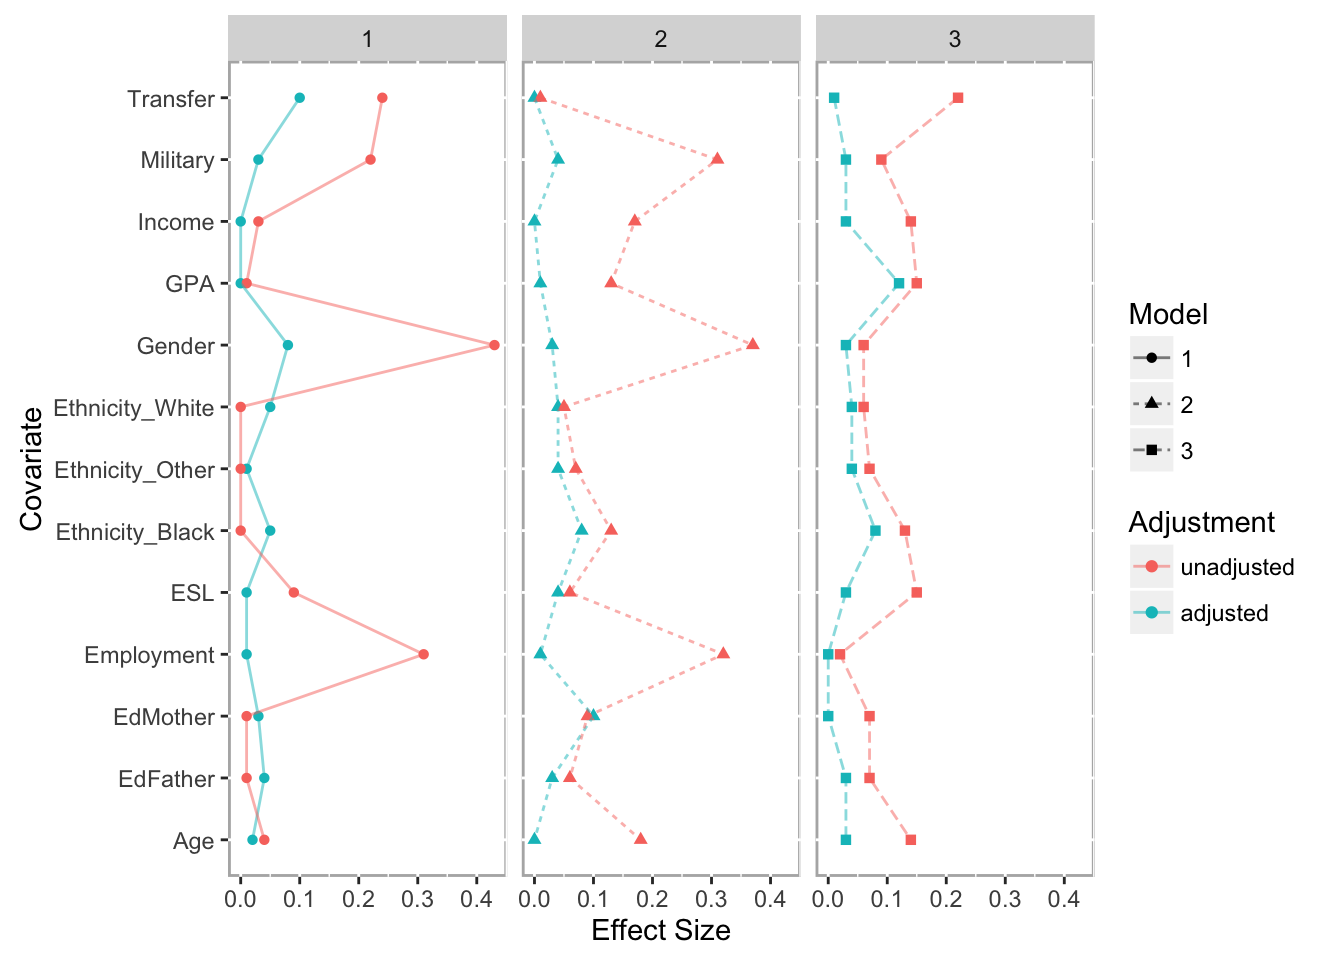 1 2 3
Transfer
Military
Income
GPA
Gender
Ethnicity_White
Ethnicity_Other
Ethnicity_Black
ESL
Employment
EdMother
EdFather
Age
Covariate
0.0 0.1 0.2 0.3 0.4 0.0 0.1 0.2 0.3 0.4 0.0 0.1 0.2 0.3 0.4
Effect Size
Model
1
2
3
Adjustment
unadjusted
adjusted